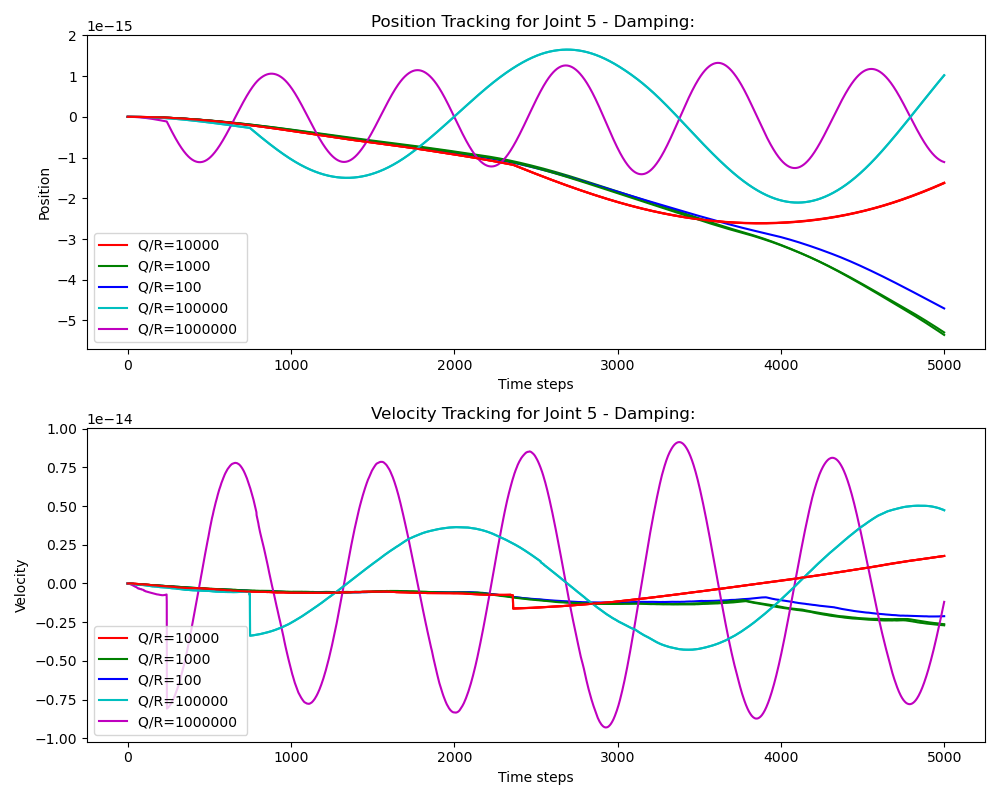 Position Tracking for Joint 5 - Damping:
1e−15
2
1
0
−1
−2
−3
−4
−5
Position
Q/R=10000
Q/R=1000
Q/R=100
Q/R=100000
Q/R=1000000
0 1000 2000 3000 4000 5000
Time steps
Velocity Tracking for Joint 5 - Damping:
1e−14
1.00
0.75
0.50
0.25
0.00
−0.25
−0.50
−0.75
−1.00
Velocity
Q/R=10000
Q/R=1000
Q/R=100
Q/R=100000
Q/R=1000000
0 1000 2000 3000 4000 5000
Time steps